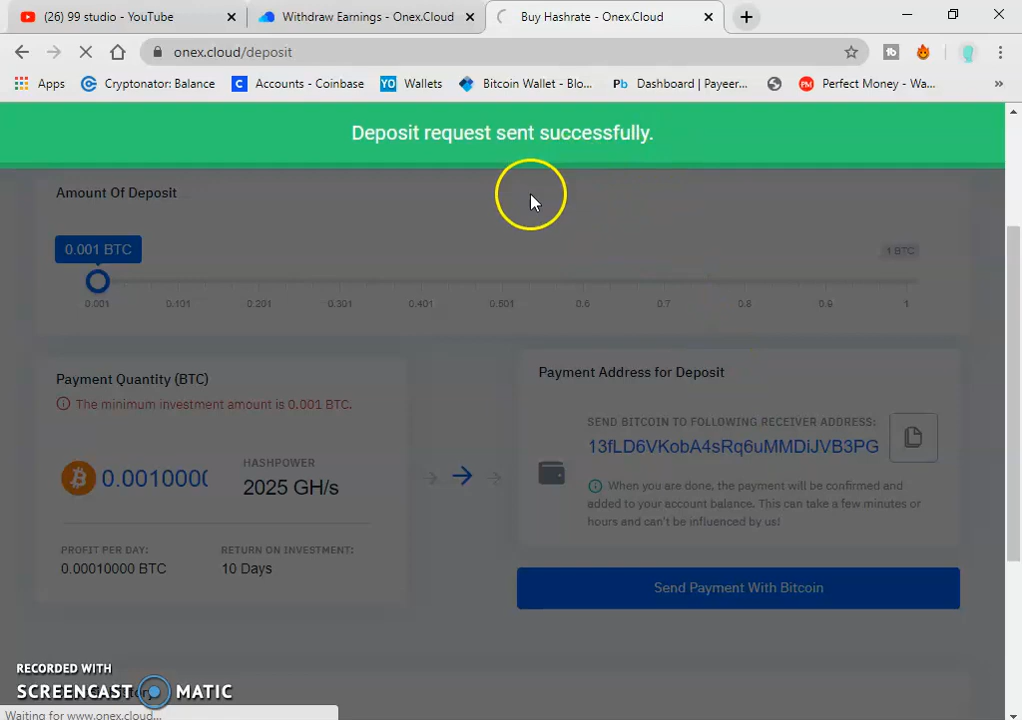 (26) 99 studio - YouTube
Withdraw Earnings - Onex.Cloud
Buy Hashrate - Onex.Cloud
onex.cloud/deposit
Apps
Cryptonator: Balance
Accounts - Coinbase
YO Wallets
Bitcoin Wallet - Blo...
Pb Dashboard | Payeer...
PM Perfect Money - Wa...
Deposit request sent successfully.
Amount Of Deposit
0.001 BTC
1 BTC
0.001 0.101 0.201 0.301 0.401 0.501 0.6 0.7 0.8 0.9 1
Payment Quantity (BTC)
The minimum investment amount is 0.001 BTC.
0.0010000
HASHPOWER
2025 GH/s
PROFIT PER DAY:
0.00010000 BTC
RETURN ON INVESTMENT:
10 Days
Payment Address for Deposit
SEND BITCOIN TO FOLLOWING RECEIVER ADDRESS:
13fLD6VKobA4sRq6uMMDiJVB3PG
When you are done, the payment will be confirmed and
added to your account balance. This can take a few minutes or
hours and can't be influenced by us!
Send Payment With Bitcoin
RECORDED WITH
SCREENCAST MATIC
Waiting for www.onex.cloud...